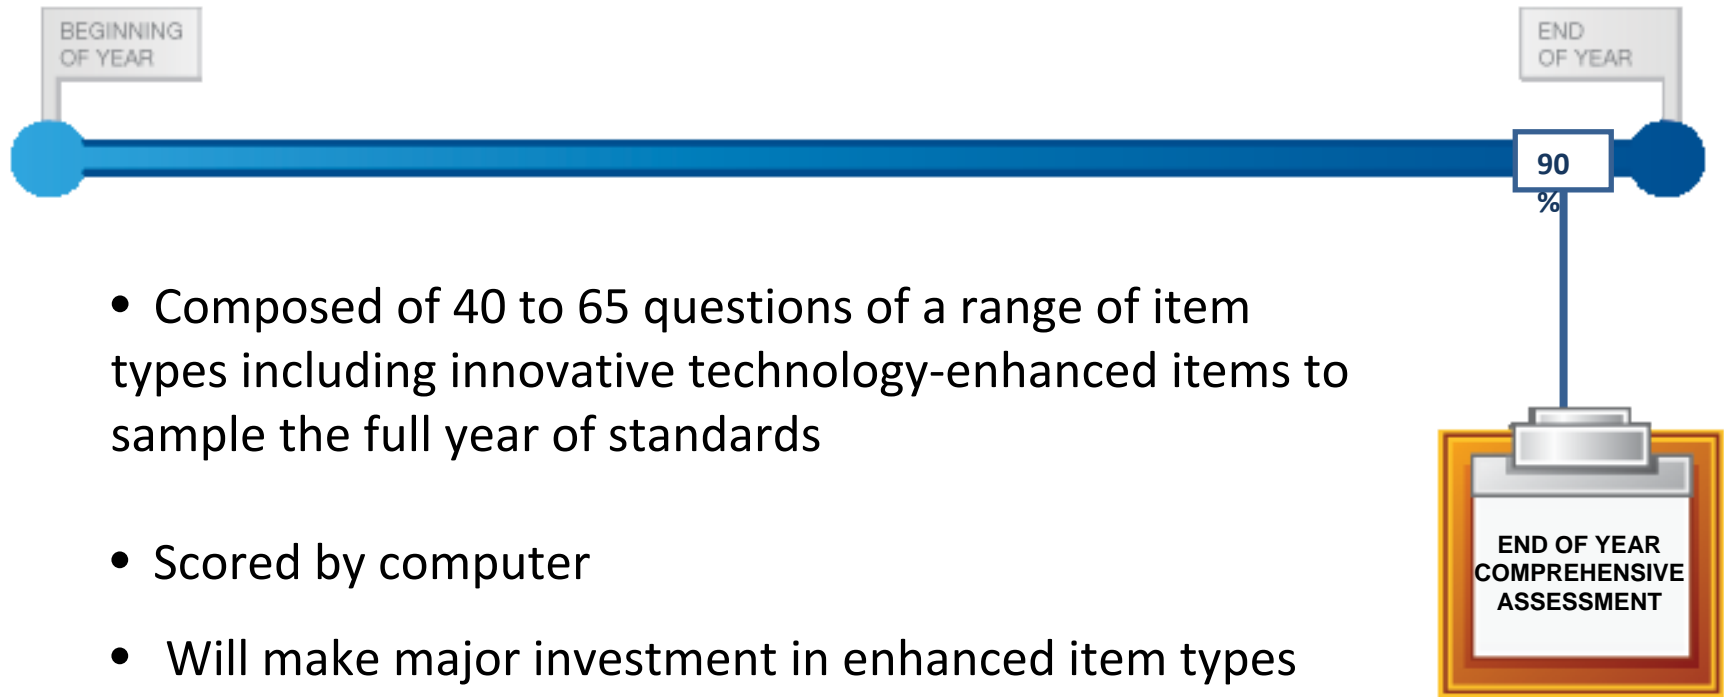 BEGINNING
OF YEAR
END
OF YEAR
90
%
• Composed of 40 to 65 questions of a range of item
types including innovative technology-enhanced items to
sample the full year of standards
• Scored by computer
• Will make major investment in enhanced item types
END OF YEAR
COMPREHENSIVE
ASSESSMENT